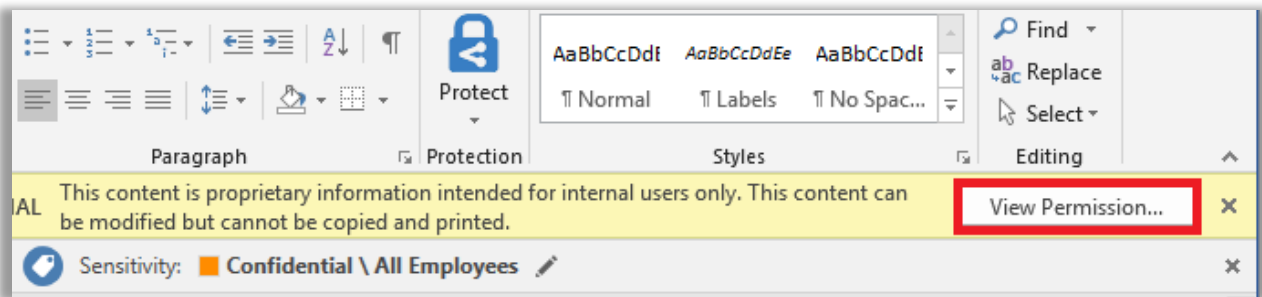 Find
Replace
Select
Protect
AaBbCcDdE AaBbCcDdEe AaBbCcDdE
¶ Normal ¶ Labels ¶ No Spac...
Paragraph Protection Styles Editing
IAL This content is proprietary information intended for internal users only. This content can
be modified but cannot be copied and printed.
View Permission...
Sensitivity: Confidential \ All Employees